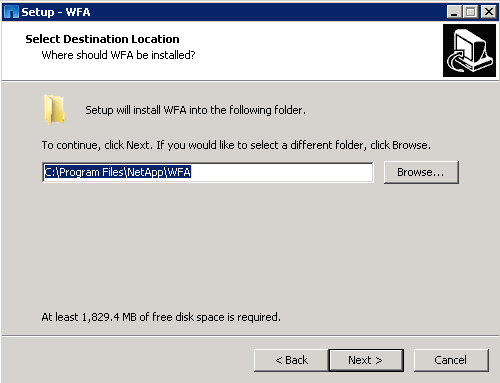 Setup - WFA
Select Destination Location
Where should WFA be installed?
Setup will install WFA into the following folder.
To continue, click Next. If you would like to select a different folder, click Browse.
C:\Program Files\NetApp\WFA
Browse...
At least 1,829.4 MB of free disk space is required.
< Back
Next >
Cancel